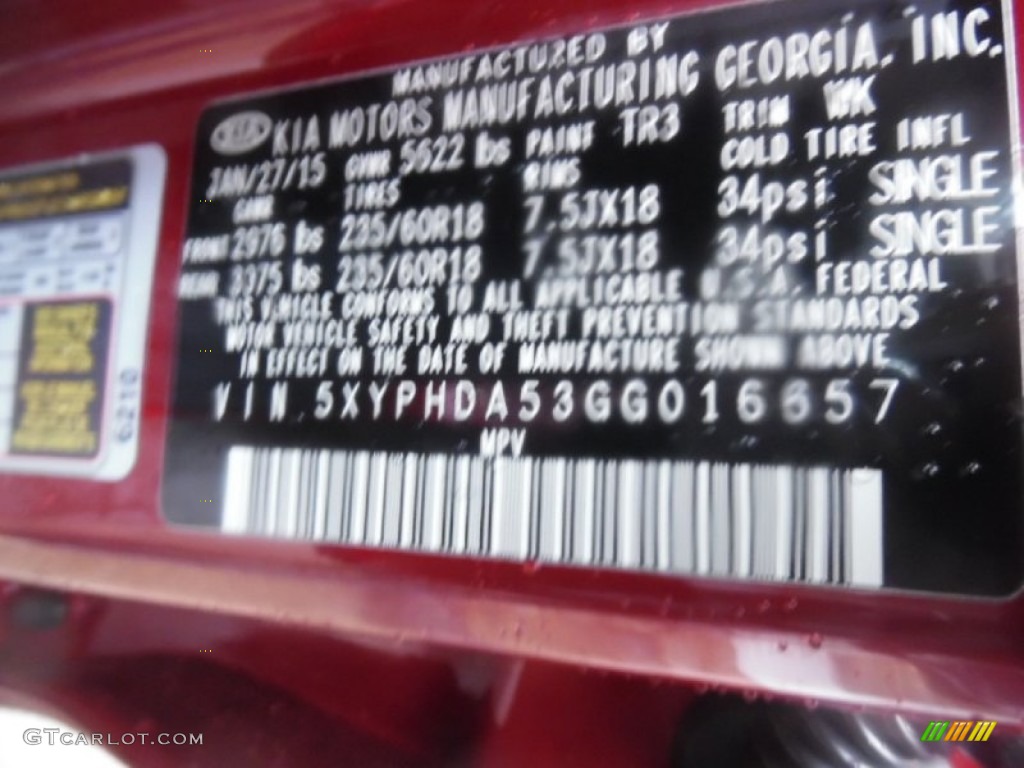 MANUFACTURED BY
KIA KIA MOTORS MANUFACTURING GEORGIA, INC.
JAN/27/15 GVWR 5622 lbs PAINT TR3 TRIM WK
GAWR TIRES RIMS COLD TIRE INFL
FRONT 2976 lbs 235/60R18 7.5JX18 34psi SINGLE
REAR 3375 lbs 235/60R18 7.5JX18 34psi SINGLE
THIS VEHICLE CONFORMS TO ALL APPLICABLE U.S.A. FEDERAL
MOTOR VEHICLE SAFETY AND THEFT PREVENTION STANDARDS
IN EFFECT ON THE DATE OF MANUFACTURE SHOWN ABOVE
VIN. 5XYPHDA53GG016657
MPV
GTCARLOT.COM